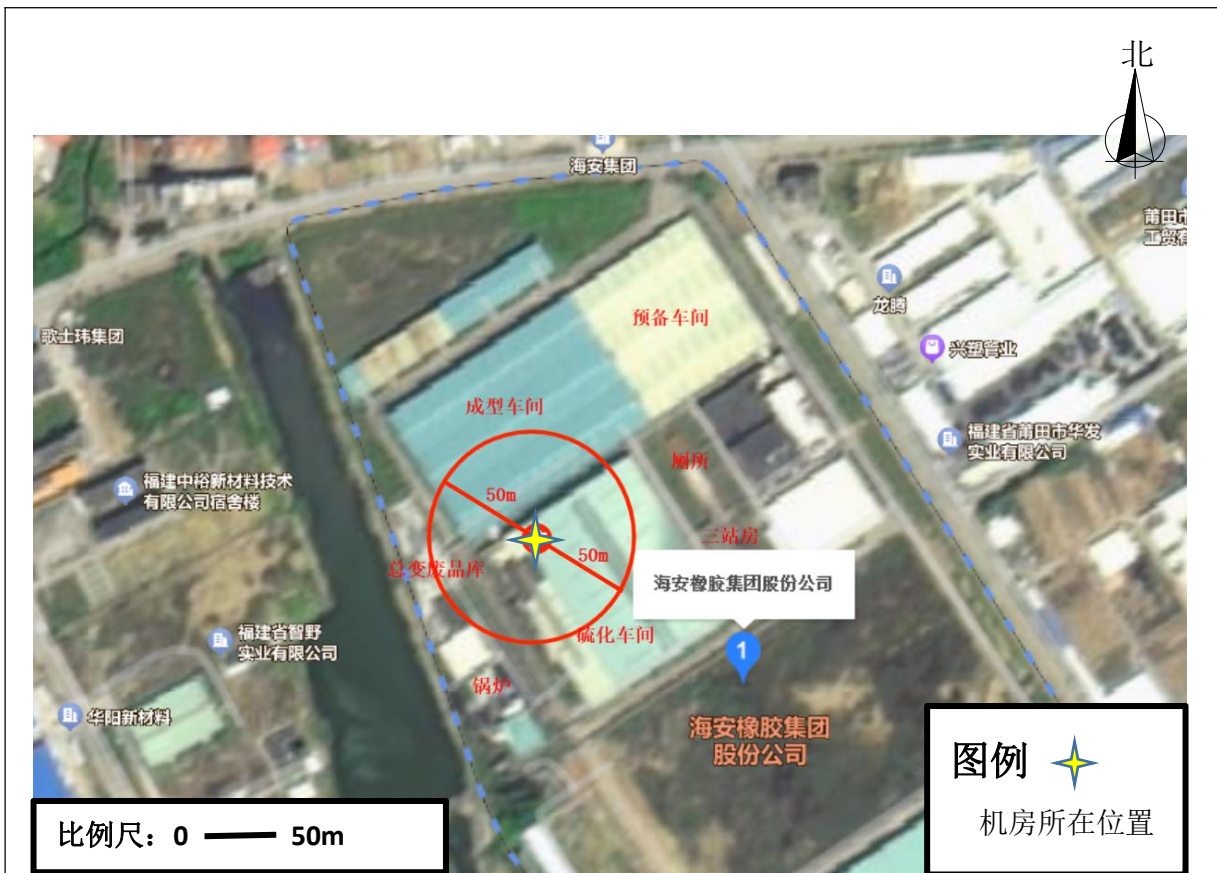 北
海安集团
莆田市
工贸有
龙腾
预备车间
歌士玮集团
兴塑管业
成型车间
福建省莆田市华发
实业有限公司
厕所
福建中裕新材料技术
有限公司宿舍楼
50m
三站房
50m
总变废品库
海安橡胶集团股份公司
硫化车间
福建省智野
实业有限公司
1
锅炉
华阳新材料
海安橡胶集团
股份公司
图例
机房所在位置
比例尺：0 50m